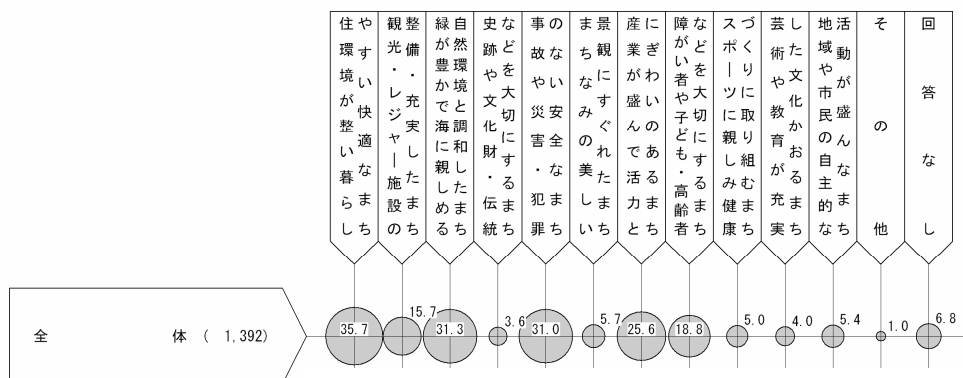 住環境が整い暮らし
やすい快適なまち
観光・レジャー施設の
整備・充実したまち
緑が豊かで海に親しめる
自然環境と調和したまち
史跡や文化財・伝統
などを大切にするまち
事故や災害・犯罪
のない安全なまち
まちなみの美しい
景観にすぐれたまち
産業が盛んで活力と
にぎわいのあるまち
障がい者や子ども・高齢者
などを大切にするまち
スポーツに親しみ健康
づくりに取り組むまち
芸術や教育が充実
した文化かおるまち
地域や市民の自主的な
活動が盛んなまち
その他
回答なし
全体 ( 1,392) 35.7 15.7 31.3 3.6 31.0 5.7 25.6 18.8 5.0 4.0 5.4 1.0 6.8